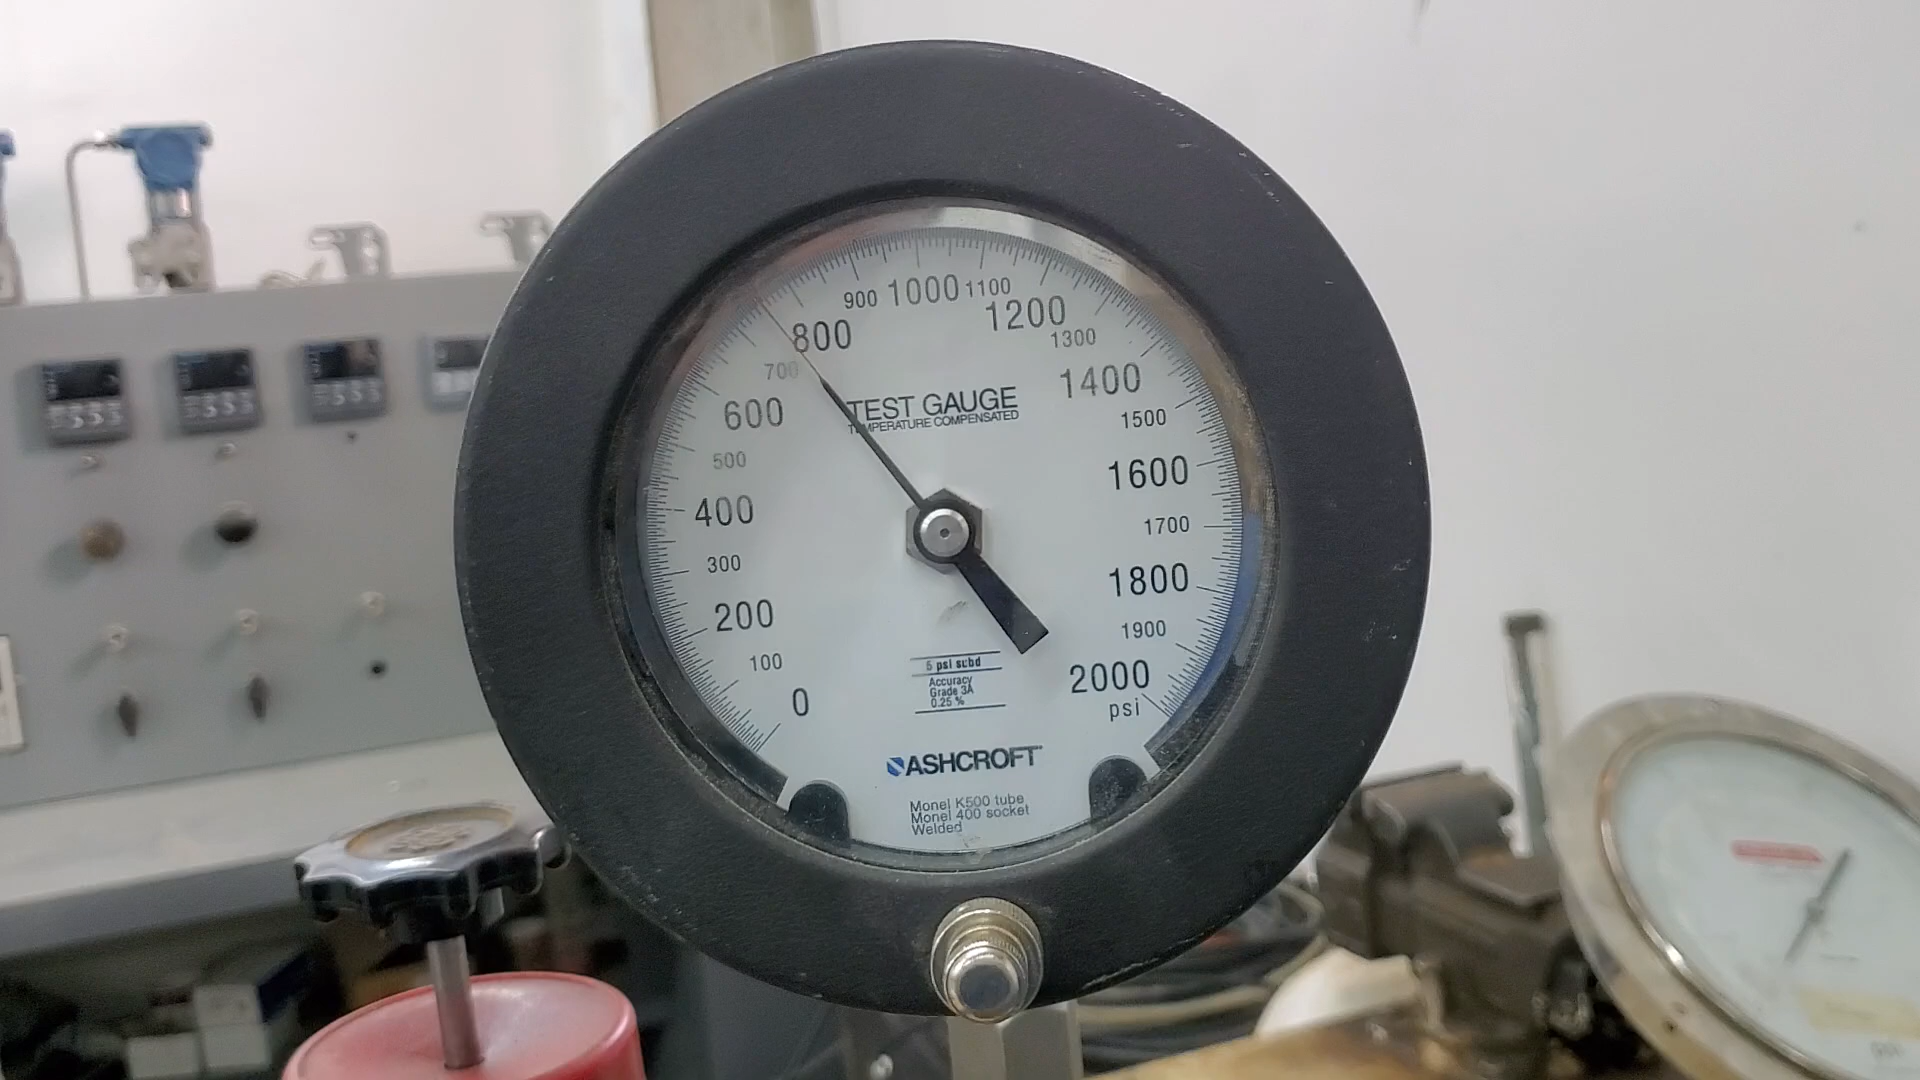 900 1000 1100
800 1200
1300
700
1400
TEST GAUGE
TEMPERATURE COMPENSATED
600
1500
500
1600
400
1700
300
1800
200
1900
100
5 psi subd
2000
0
Accuracy
Grade 3A
0.25 %
psi
ASHCROFT
Monel K500 tube
Monel 400 socket
Welded